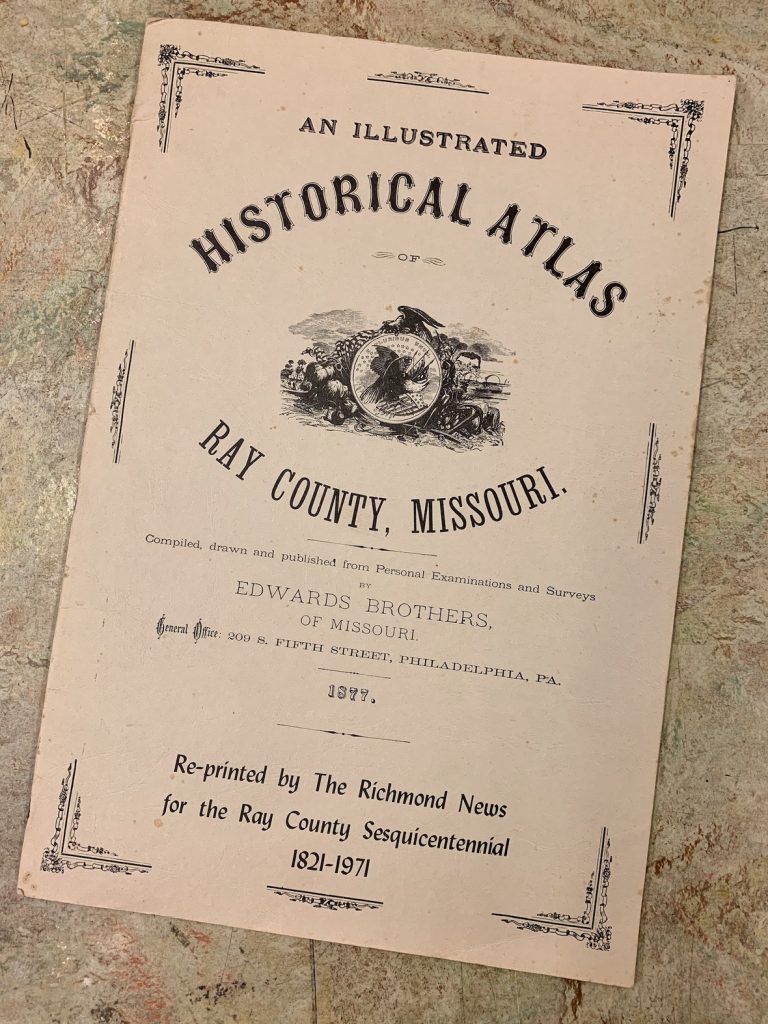 AN ILLUSTRATED
HISTORICAL ATLAS
OF
RAY COUNTY, MISSOURI.
Compiled, drawn and published from Personal Examinations and Surveys
BY
EDWARDS BROTHERS,
OF MISSOURI.
General Office: 209 S. FIFTH STREET, PHILADELPHIA, PA.
1877.
Re-printed by The Richmond News
for the Ray County Sesquicentennial
1821-1971